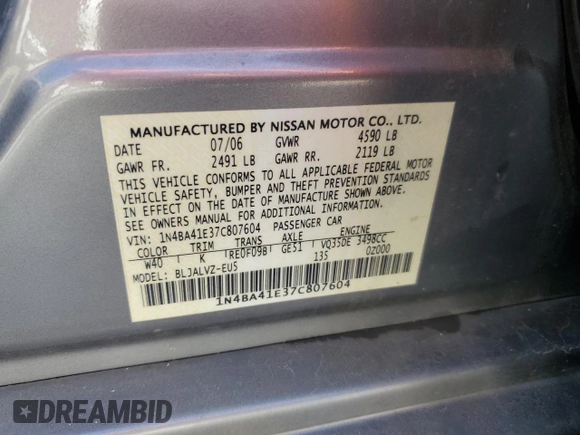 MANUFACTURED BY NISSAN MOTOR CO., LTD.
DATE 07/06 GVWR 4590 LB
GAWR FR. 2491 LB GAWR RR. 2119 LB
THIS VEHICLE CONFORMS TO ALL APPLICABLE FEDERAL MOTOR
VEHICLE SAFETY, BUMPER AND THEFT PREVENTION STANDARDS
IN EFFECT ON THE DATE OF MANUFACTURE SHOWN ABOVE.
SEE OWNERS MANUAL FOR ADDITIONAL INFORMATION.
VIN: 1N4BA41E37C807604 PASSENGER CAR
COLOR TRIM TRANS AXLE ENGINE
W40 K RE0F09B GE51 VQ35DE 3498CC
MODEL: BLJALVZ-EUS 135 0Z000
1N4BA41E37C807604
DREAMBID